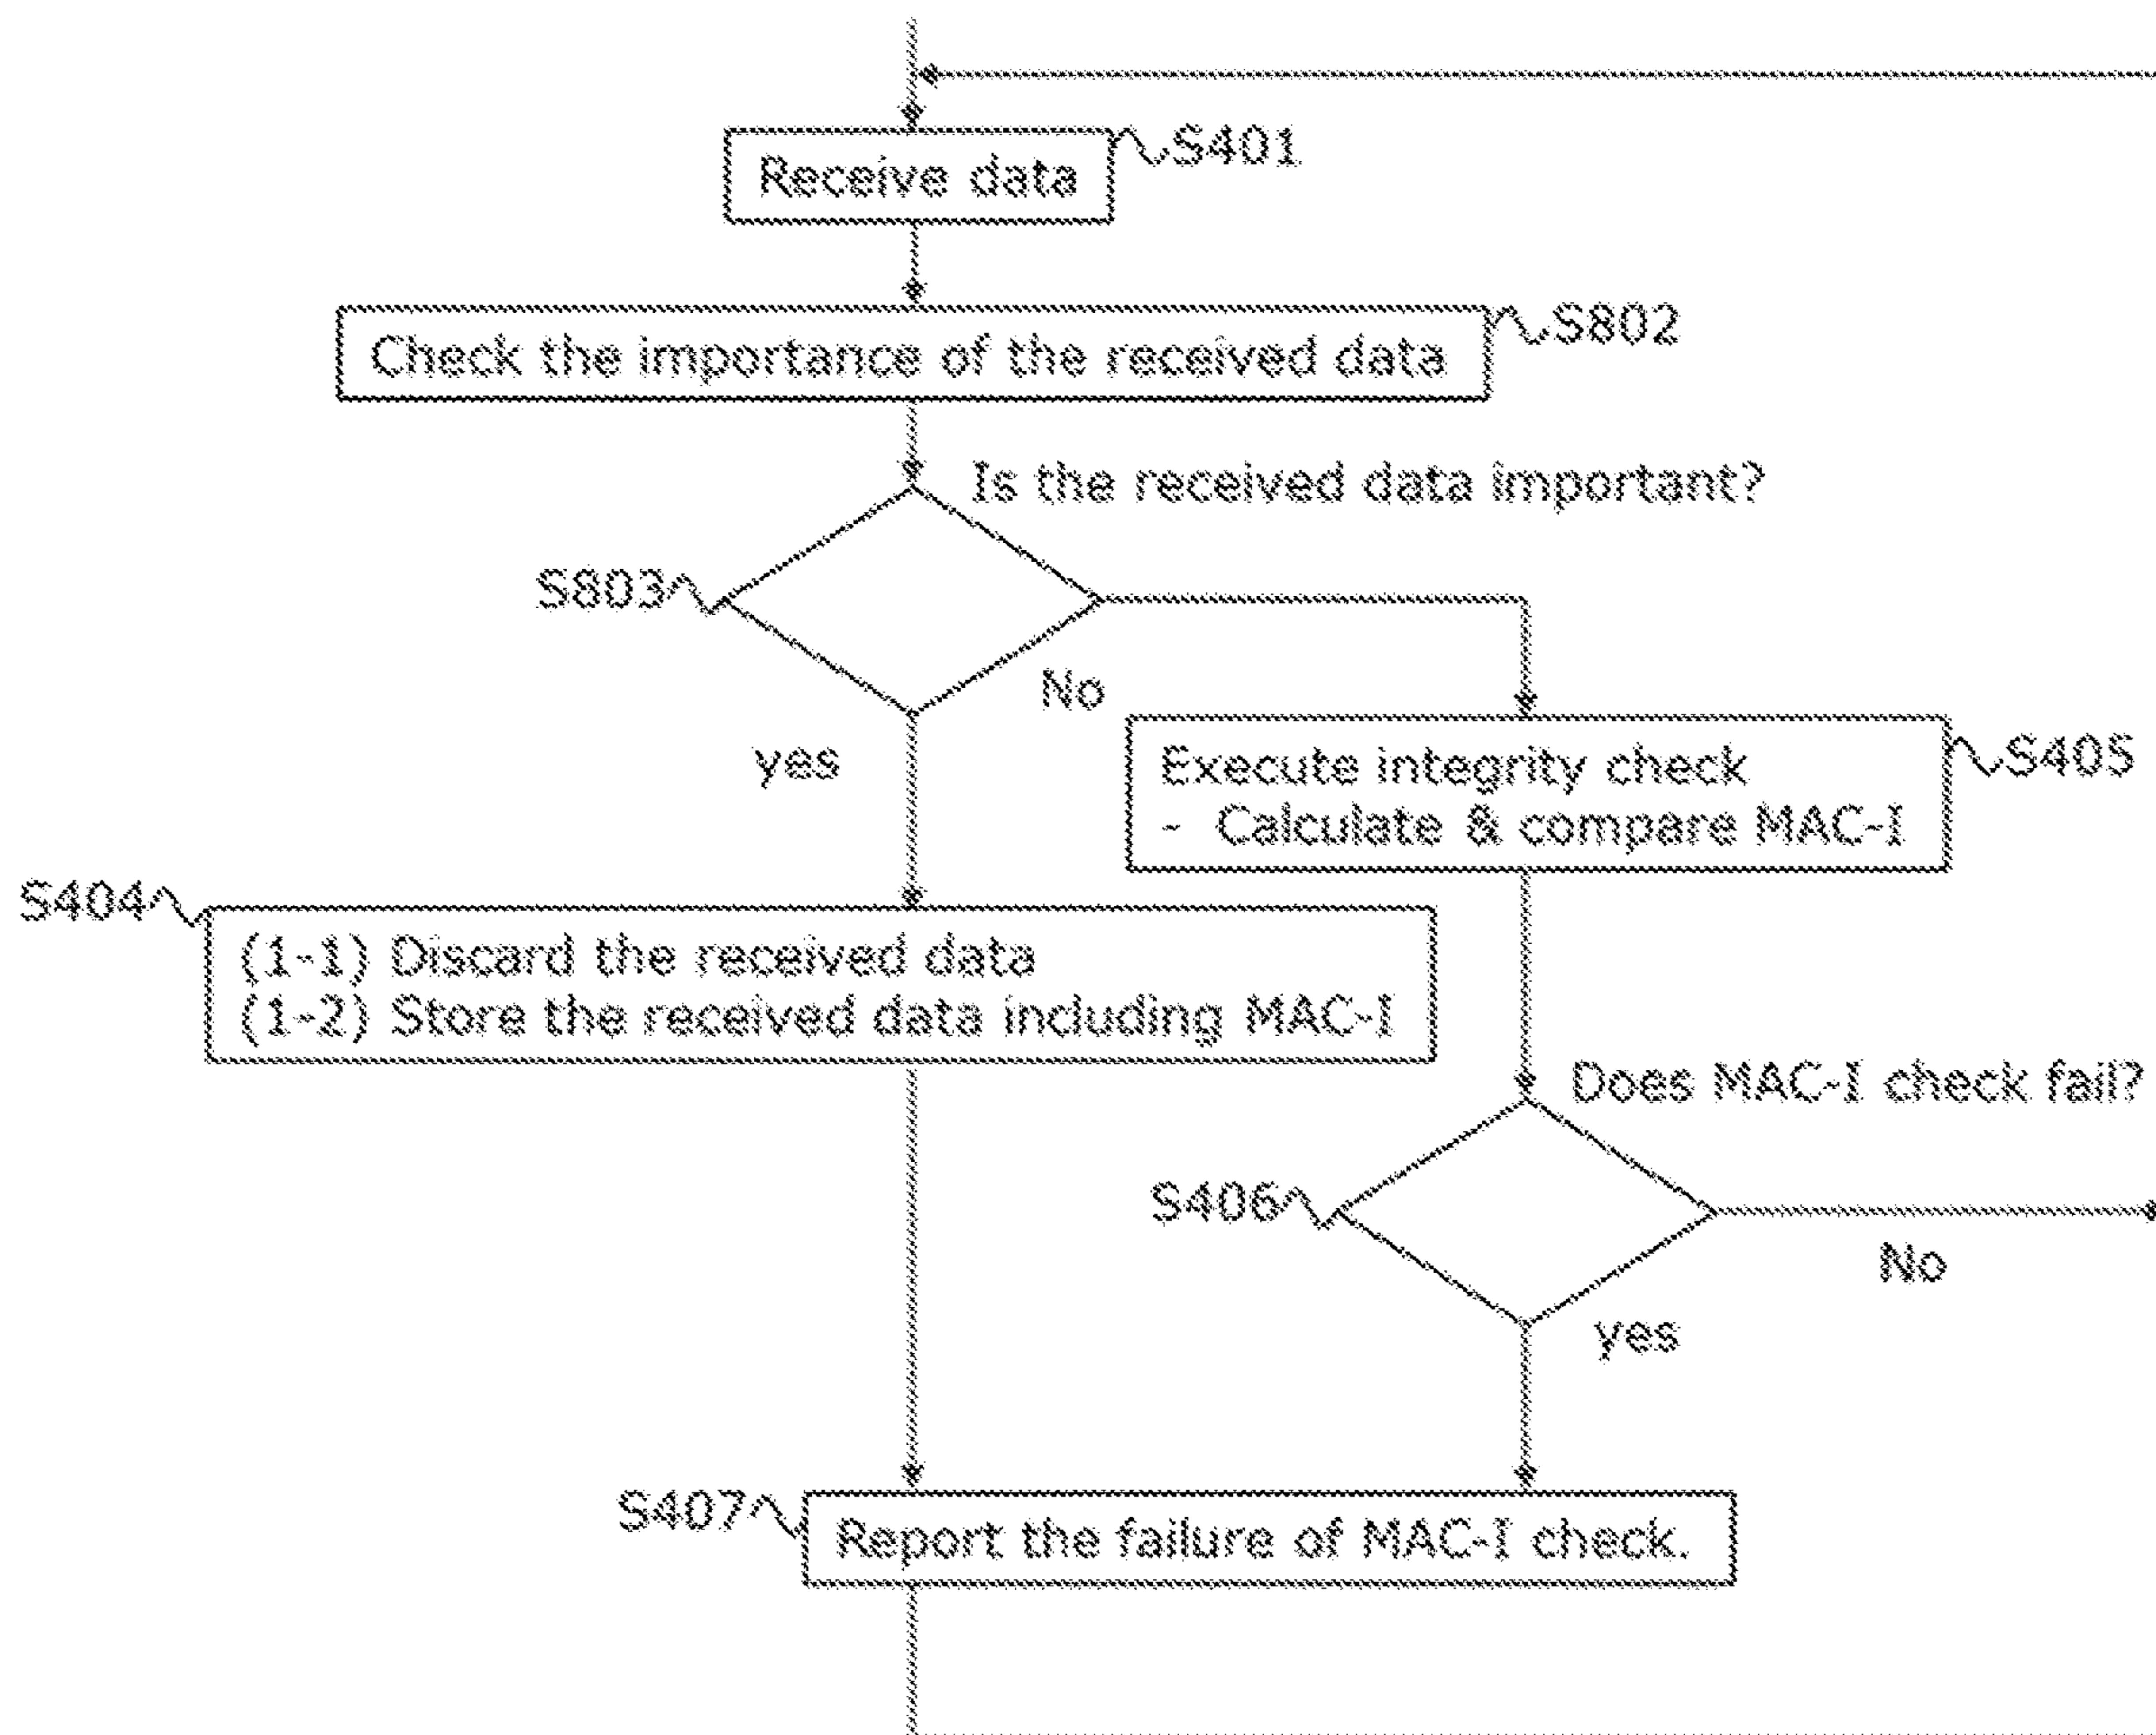 S401
Receive data
S802
Check the importance of the received data
Is the received data important?
S803
No
yes
Execute integrity check
- Calculate & compare MAC-I
S405
S404
(1-1) Discard the received data
(1-2) Store the received data including MAC-I
Does MAC-I check fail?
S406
No
yes
S407
Report the failure of MAC-I check.